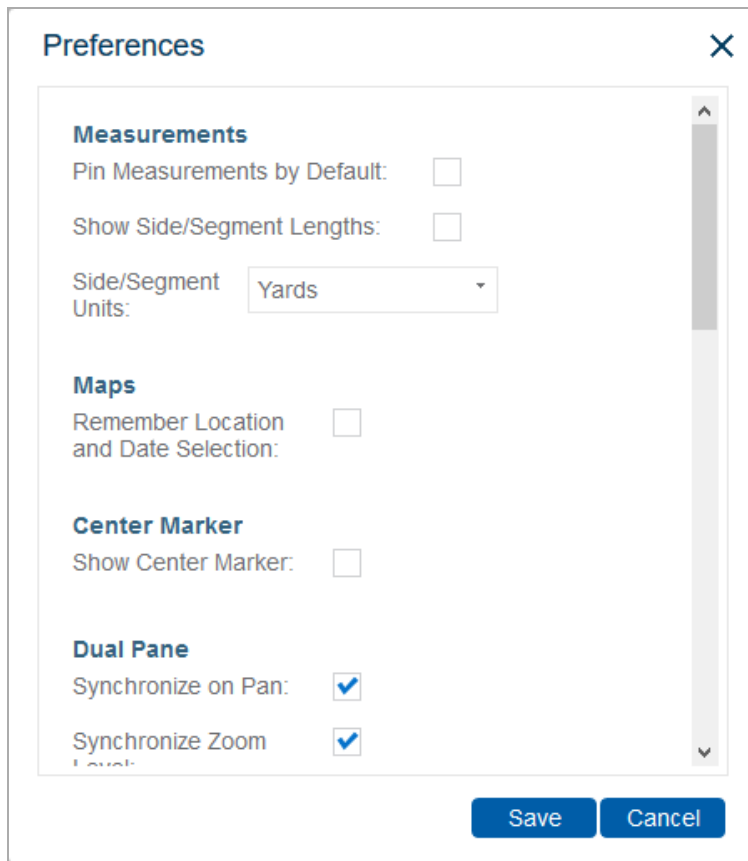 Preferences
Measurements
Pin Measurements by Default:
Show Side/Segment Lengths:
Side/Segment
Units:
Yards
Maps
Remember Location
and Date Selection:
Center Marker
Show Center Marker:
Dual Pane
Synchronize on Pan:
Synchronize Zoom
Level:
Save
Cancel